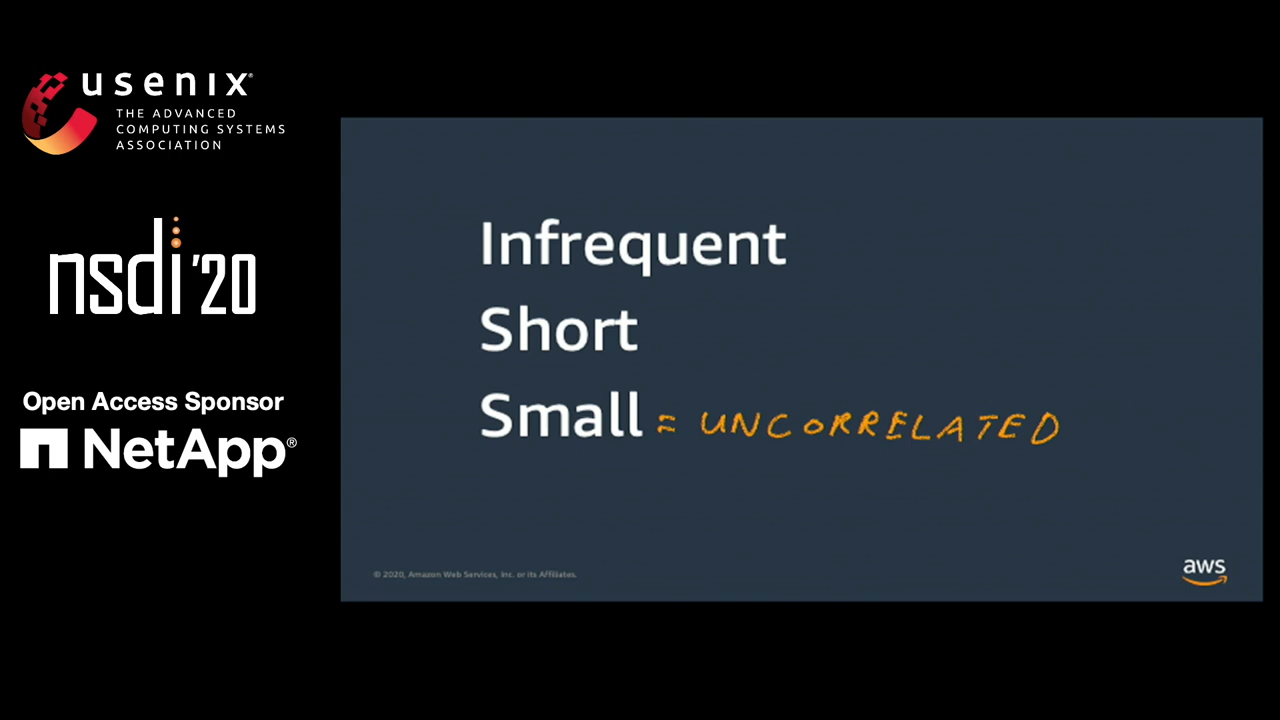 usenix®
THE ADVANCED
COMPUTING SYSTEMS
ASSOCIATION
nsdi '20
Open Access Sponsor
NetApp®
Infrequent
Short
Small = UNCORRELATED
© 2020, Amazon Web Services, Inc. or its Affiliates.
aws